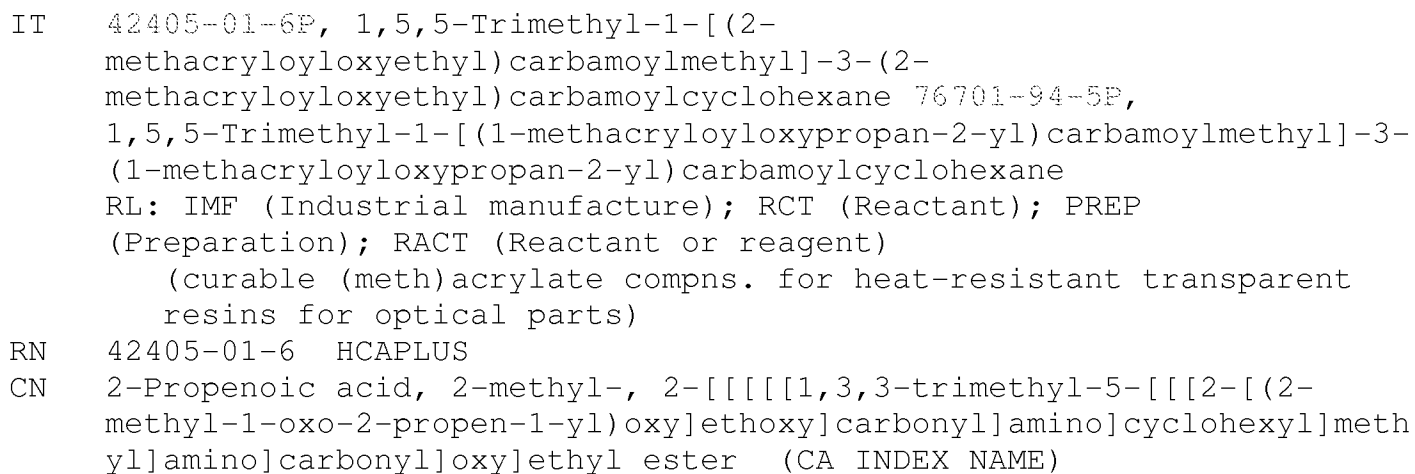 IT 42405-01-6P, 1,5,5-Trimethyl-1-[(2-
methacryloyloxyethyl)carbamoylmethyl]-3-(2-
methacryloyloxyethyl)carbamoylcyclohexane 76701-94-5P,
1,5,5-Trimethyl-1-[(1-methacryloyloxypropan-2-yl)carbamoylmethyl]-3-
(1-methacryloyloxypropan-2-yl)carbamoylcyclohexane
RL: IMF (Industrial manufacture); RCT (Reactant); PREP
(Preparation); RACT (Reactant or reagent)
(curable (meth)acrylate compns. for heat-resistant transparent
resins for optical parts)
RN 42405-01-6 HCAPLUS
CN 2-Propenoic acid, 2-methyl-, 2-[[[[[1,3,3-trimethyl-5-[[[2-[(2-
methyl-1-oxo-2-propen-1-yl)oxy]ethoxy]carbonyl]amino]cyclohexyl]meth
yl]amino]carbonyl]oxy]ethyl ester (CA INDEX NAME)